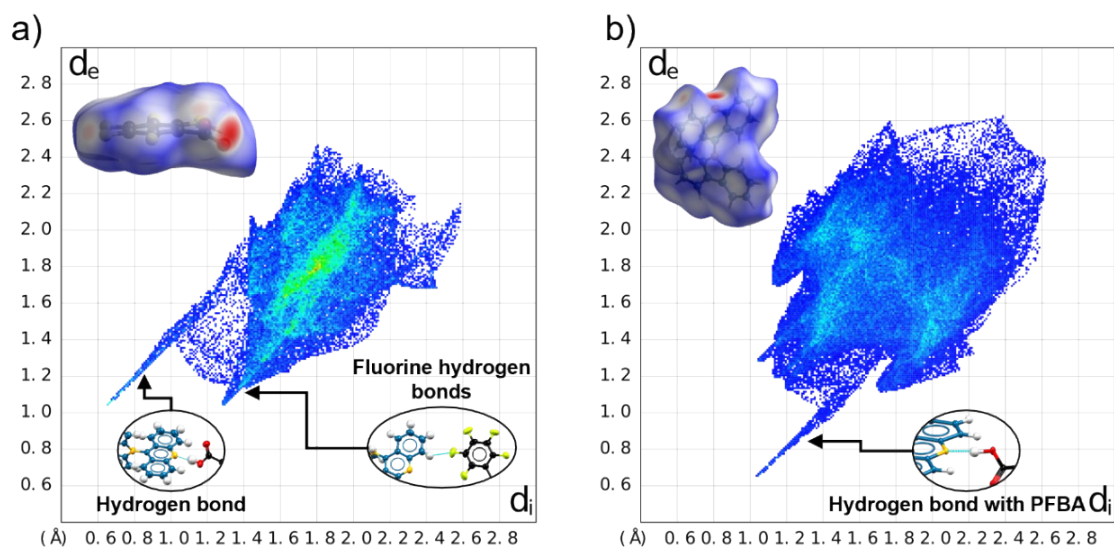 a)
b)
d_e
2. 8
2. 6
2. 4
2. 2
2. 0
1. 8
1. 6
1. 4
1. 2
1. 0
0. 8
0. 6
Fluorine hydrogen
bonds
Hydrogen bond
d_i
(Å) 0. 6 0. 8 1. 0 1. 2 1. 4 1. 6 1. 8 2. 0 2. 2 2. 4 2. 6 2. 8
d_e
2. 8
2. 6
2. 4
2. 2
2. 0
1. 8
1. 6
1. 4
1. 2
1. 0
0. 8
0. 6
Hydrogen bond with PFBA
d_i
(Å) 0. 6 0. 8 1. 0 1. 2 1. 4 1. 6 1. 8 2. 0 2. 2 2. 4 2. 6 2. 8